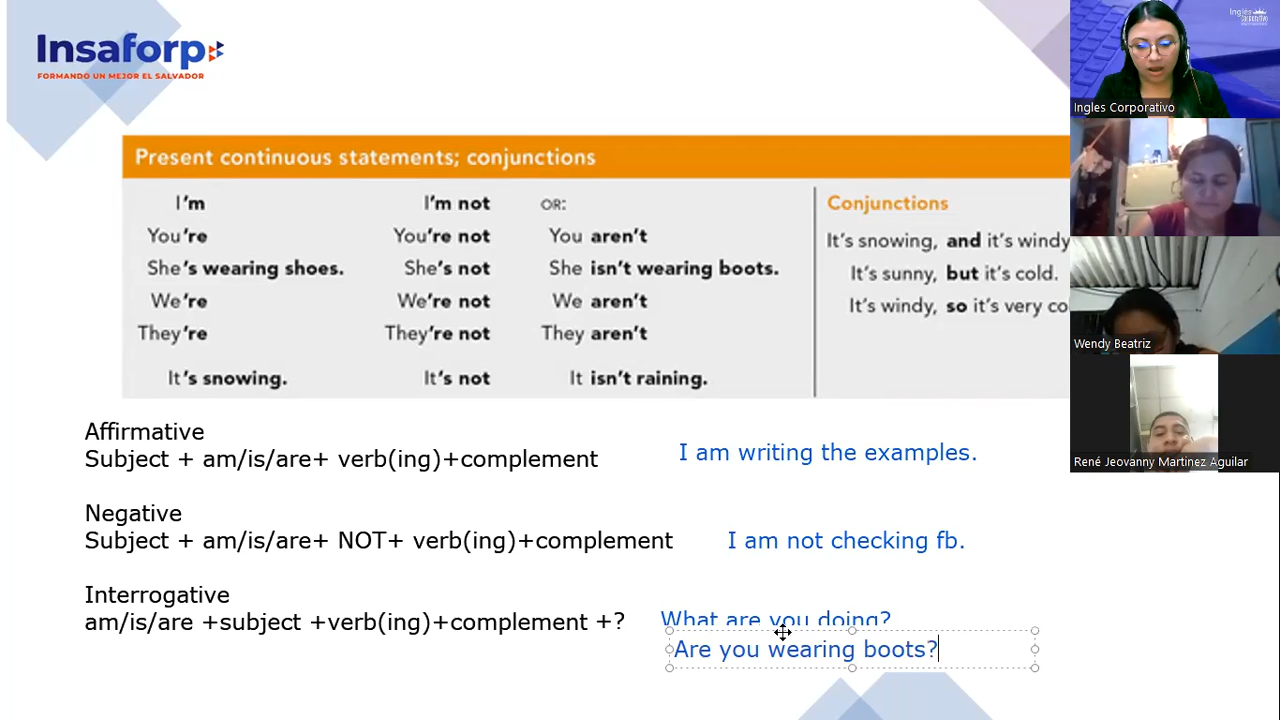 Insaforp
FORMANDO UN MEJOR EL SALVADOR
Present continuous statements; conjunctions
I'm I'm not OR:
You're You're not You aren't
She's wearing shoes. She's not She isn't wearing boots.
We're We're not We aren't
They're They're not They aren't
It's snowing. It's not It isn't raining.
Conjunctions
It's snowing, and it's windy
It's sunny, but it's cold.
It's windy, so it's very co
Affirmative
Subject + am/is/are+ verb(ing)+complement
I am writing the examples.
Negative
Subject + am/is/are+ NOT+ verb(ing)+complement
I am not checking fb.
Interrogative
am/is/are +subject +verb(ing)+complement +?
What are you doing?
Are you wearing boots?
Ingles Corporativo
Wendy Beatriz
René Jeovanny Martinez Aguilar